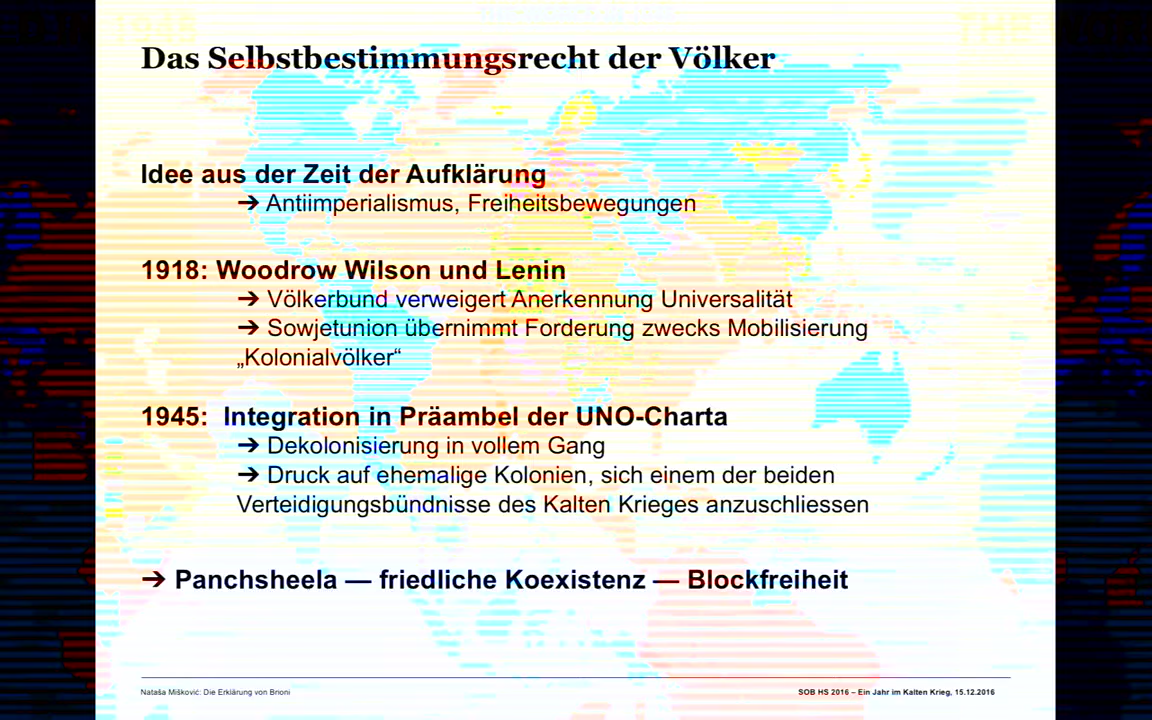 Das Selbstbestimmungsrecht der Völker
Idee aus der Zeit der Aufklärung
➔ Antiimperialismus, Freiheitsbewegungen
1918: Woodrow Wilson und Lenin
➔ Völkerbund verweigert Anerkennung Universalität
➔ Sowjetunion übernimmt Forderung zwecks Mobilisierung
„Kolonialvölker“
1945: Integration in Präambel der UNO-Charta
➔ Dekolonisierung in vollem Gang
➔ Druck auf ehemalige Kolonien, sich einem der beiden
Verteidigungsbündnisse des Kalten Krieges anzuschliessen
➔ Panchsheela — friedliche Koexistenz — Blockfreiheit
Nataša Mišković: Die Erklärung von Brioni
SOB HS 2016 – Ein Jahr im Kalten Krieg, 15.12.2016